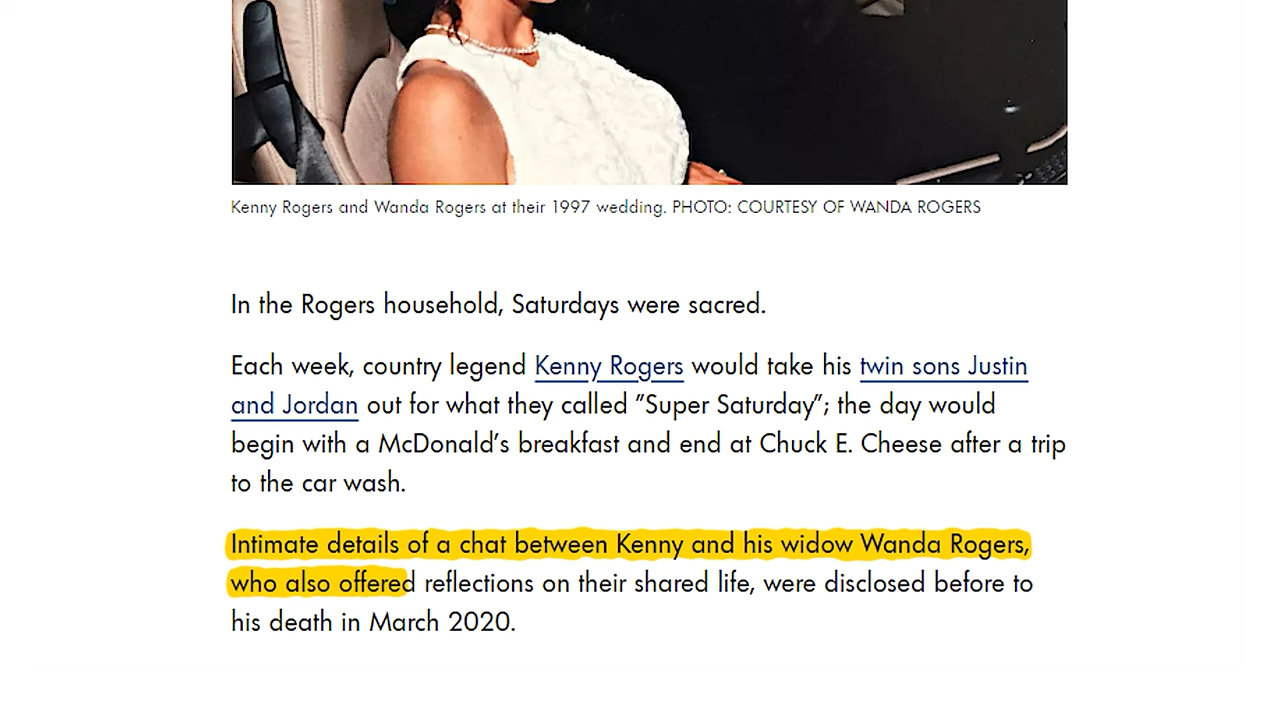 Kenny Rogers and Wanda Rogers at their 1997 wedding. PHOTO: COURTESY OF WANDA ROGERS
In the Rogers household, Saturdays were sacred.
Each week, country legend Kenny Rogers would take his twin sons Justin
and Jordan out for what they called ”Super Saturday”; the day would
begin with a McDonald’s breakfast and end at Chuck E. Cheese after a trip
to the car wash.
Intimate details of a chat between Kenny and his widow Wanda Rogers,
who also offered reflections on their shared life, were disclosed before to
his death in March 2020.